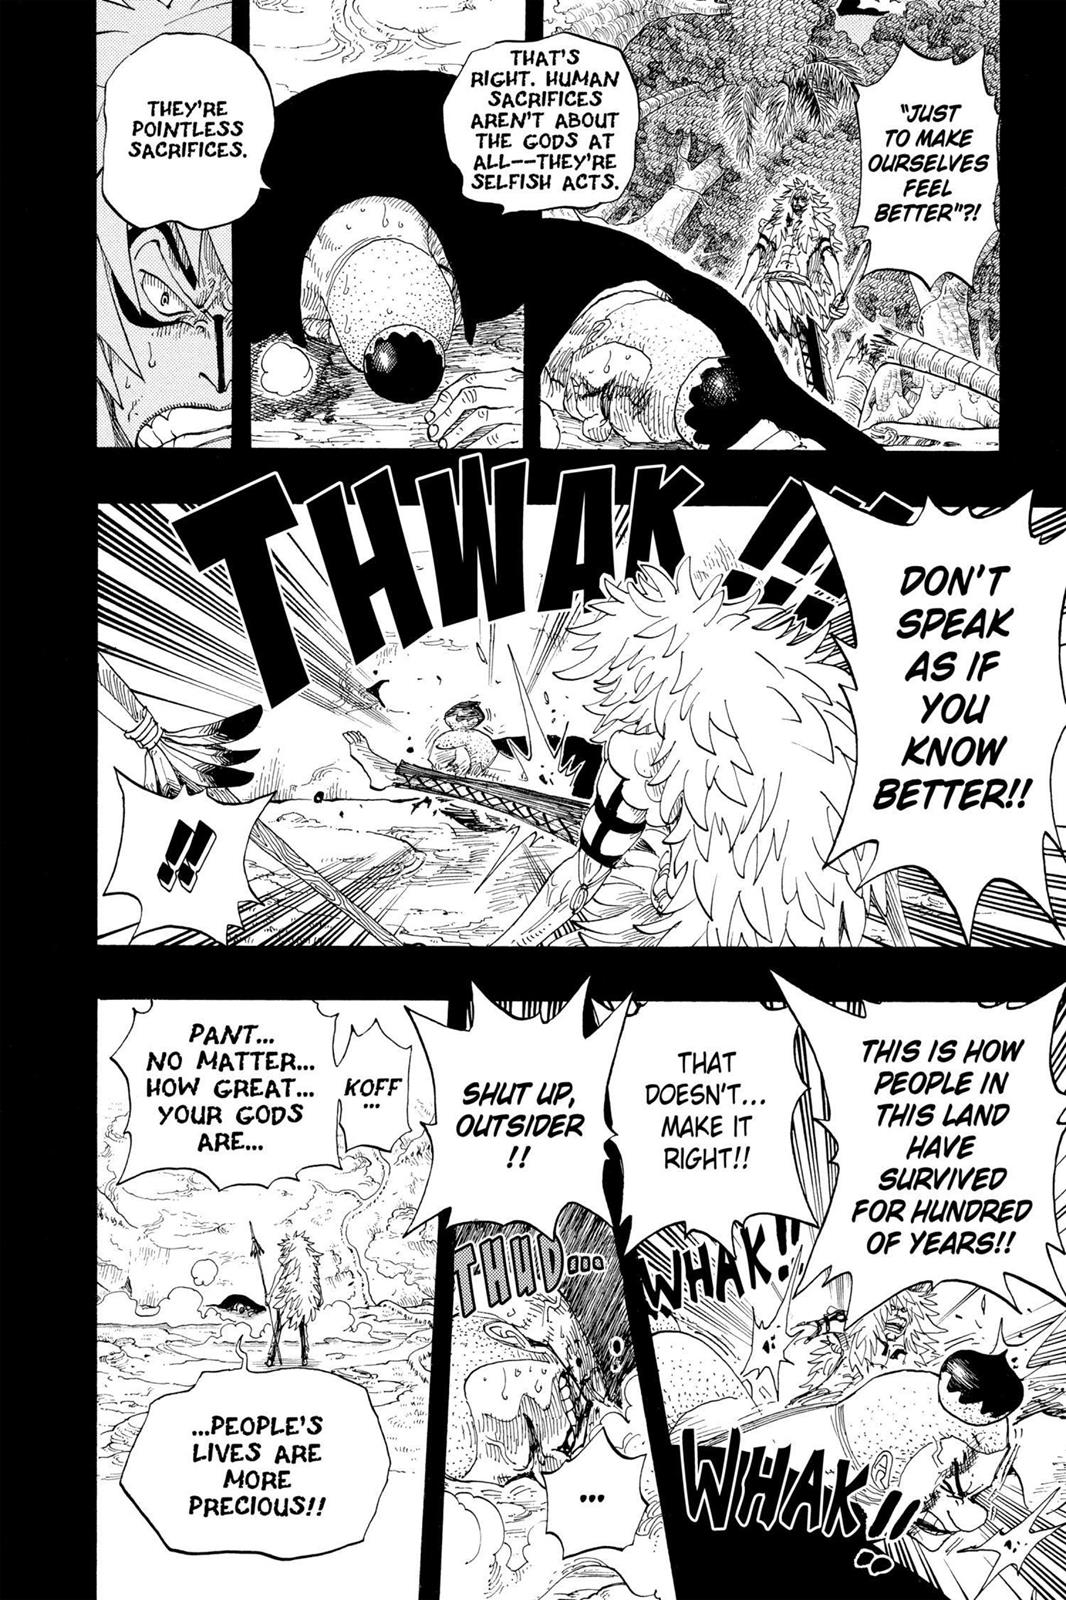 "JUST
TO MAKE
OURSELVES
FEEL
BETTER"?!
THAT'S
RIGHT. HUMAN
SACRIFICES
AREN'T ABOUT
THE GODS AT
ALL--THEY'RE
SELFISH ACTS.
THEY'RE
POINTLESS
SACRIFICES.
DON'T
SPEAK
AS IF
YOU
KNOW
BETTER!!
THWAK!!!
!!
THIS IS HOW
PEOPLE IN
THIS LAND
HAVE
SURVIVED
FOR HUNDRED
OF YEARS!!
WHAK!!
WHAK!!
THAT
DOESN'T...
MAKE IT
RIGHT!!
SHUT UP,
OUTSIDER
!!
THUD...
...
KOFF
...
PANT...
NO MATTER...
HOW GREAT...
YOUR GODS
ARE...
...PEOPLE'S
LIVES ARE
MORE
PRECIOUS!!